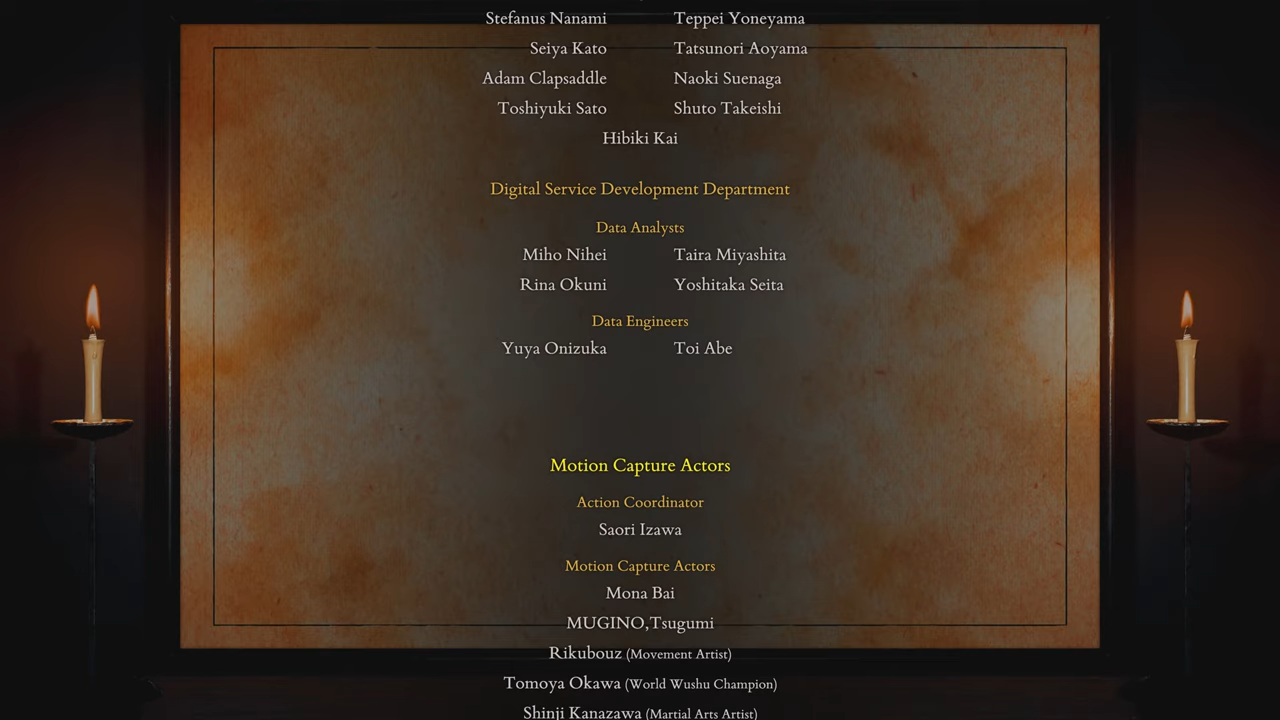 Stefanus Nanami Teppei Yoneyama
Seiya Kato Tatsunori Aoyama
Adam Clapsaddle Naoki Suenaga
Toshiyuki Sato Shuto Takeishi
Hibiki Kai
Digital Service Development Department
Data Analysts
Miho Nihei Taira Miyashita
Rina Okuni Yoshitaka Seita
Data Engineers
Yuya Onizuka Toi Abe
Motion Capture Actors
Action Coordinator
Saori Izawa
Motion Capture Actors
Mona Bai
MUGINO,Tsugumi
Rikubouz (Movement Artist)
Tomoya Okawa (World Wushu Champion)
Shinji Kanazawa (Martial Arts Artist)